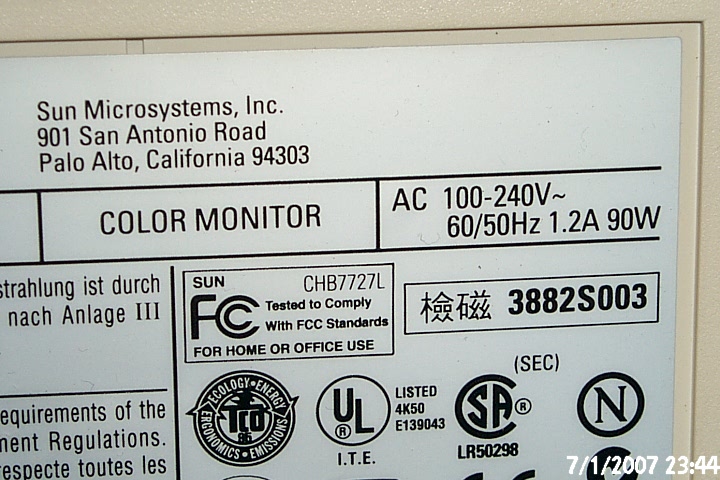 Sun Microsystems, Inc.
901 San Antonio Road
Palo Alto, California 94303
COLOR MONITOR
AC 100-240V~
60/50Hz 1.2A 90W
strahlung ist durch
nach Anlage III
SUN CHB7727L
FC Tested to Comply
With FCC Standards
FOR HOME OR OFFICE USE
檢磁 3882S003
equirements of the
ment Regulations.
respecte toutes les
ECOLOGY • ENERGY
TCO
95
ERGONOMICS • EMISSIONS
UL
®
I.T.E.
LISTED
4K50
E139043
(SEC)
SA ®
LR50298
N
7/1/2007 23:44